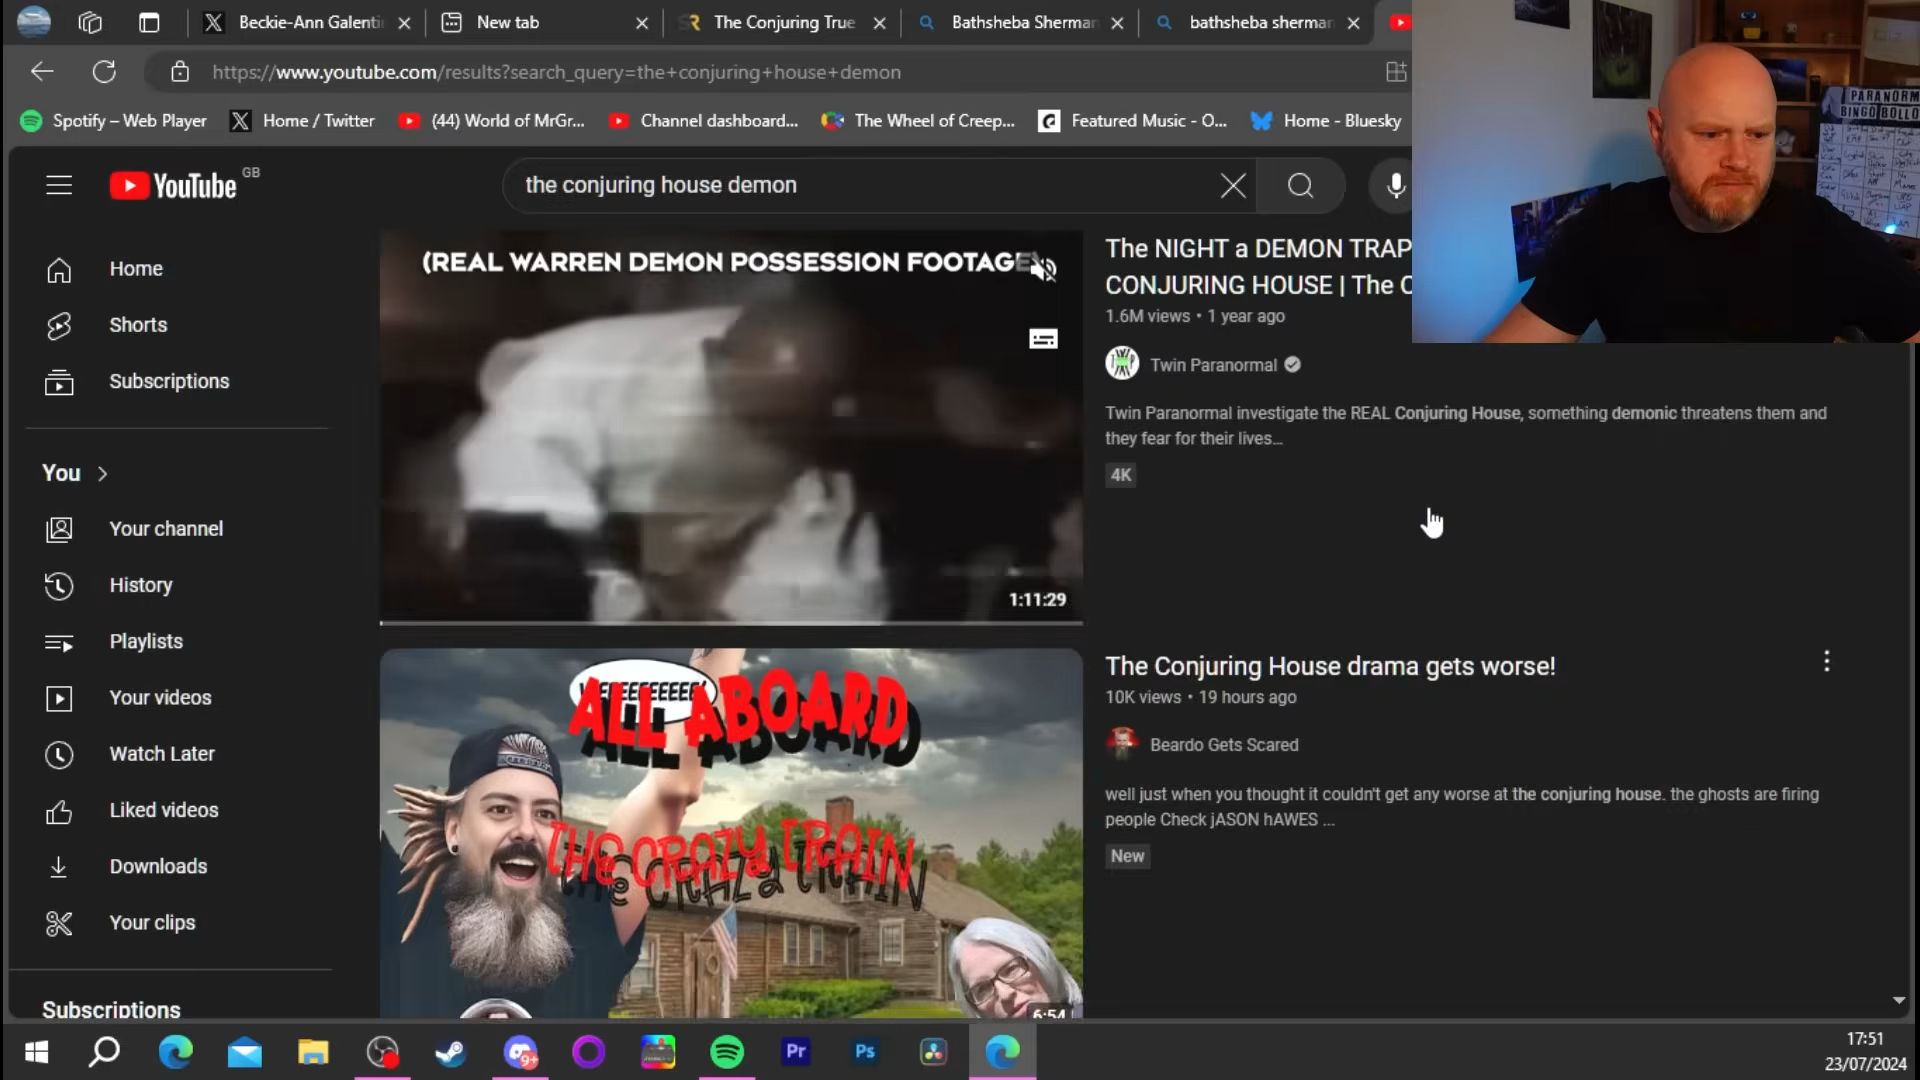 Beckie-Ann Galenti
New tab
The Conjuring True
Bathsheba Sherman
bathsheba sherman
https://www.youtube.com/results?search_query=the+conjuring+house+demon
Spotify – Web Player
Home / Twitter
(44) World of MrGr...
Channel dashboard...
The Wheel of Creep...
Featured Music - O...
Home - Bluesky
PARANORM
BINGO BOLLO
YouTube GB
the conjuring house demon
Home
Shorts
Subscriptions
You
Your channel
History
Playlists
Your videos
Watch Later
Liked videos
Downloads
Your clips
Subscriptions
(REAL WARREN DEMON POSSESSION FOOTAGE
1:11:29
The NIGHT a DEMON TRAP
CONJURING HOUSE | The C
1.6M views • 1 year ago
Twin Paranormal
Twin Paranormal investigate the REAL Conjuring House, something demonic threatens them and
they fear for their lives...
4K
ALL ABOARD
THE CRAZY TRAIN
6:54
The Conjuring House drama gets worse!
10K views • 19 hours ago
Beardo Gets Scared
well just when you thought it couldn't get any worse at the conjuring house. the ghosts are firing
people Check jASON hAWES ...
New
9+
Pr
Ps
17:51
23/07/2024